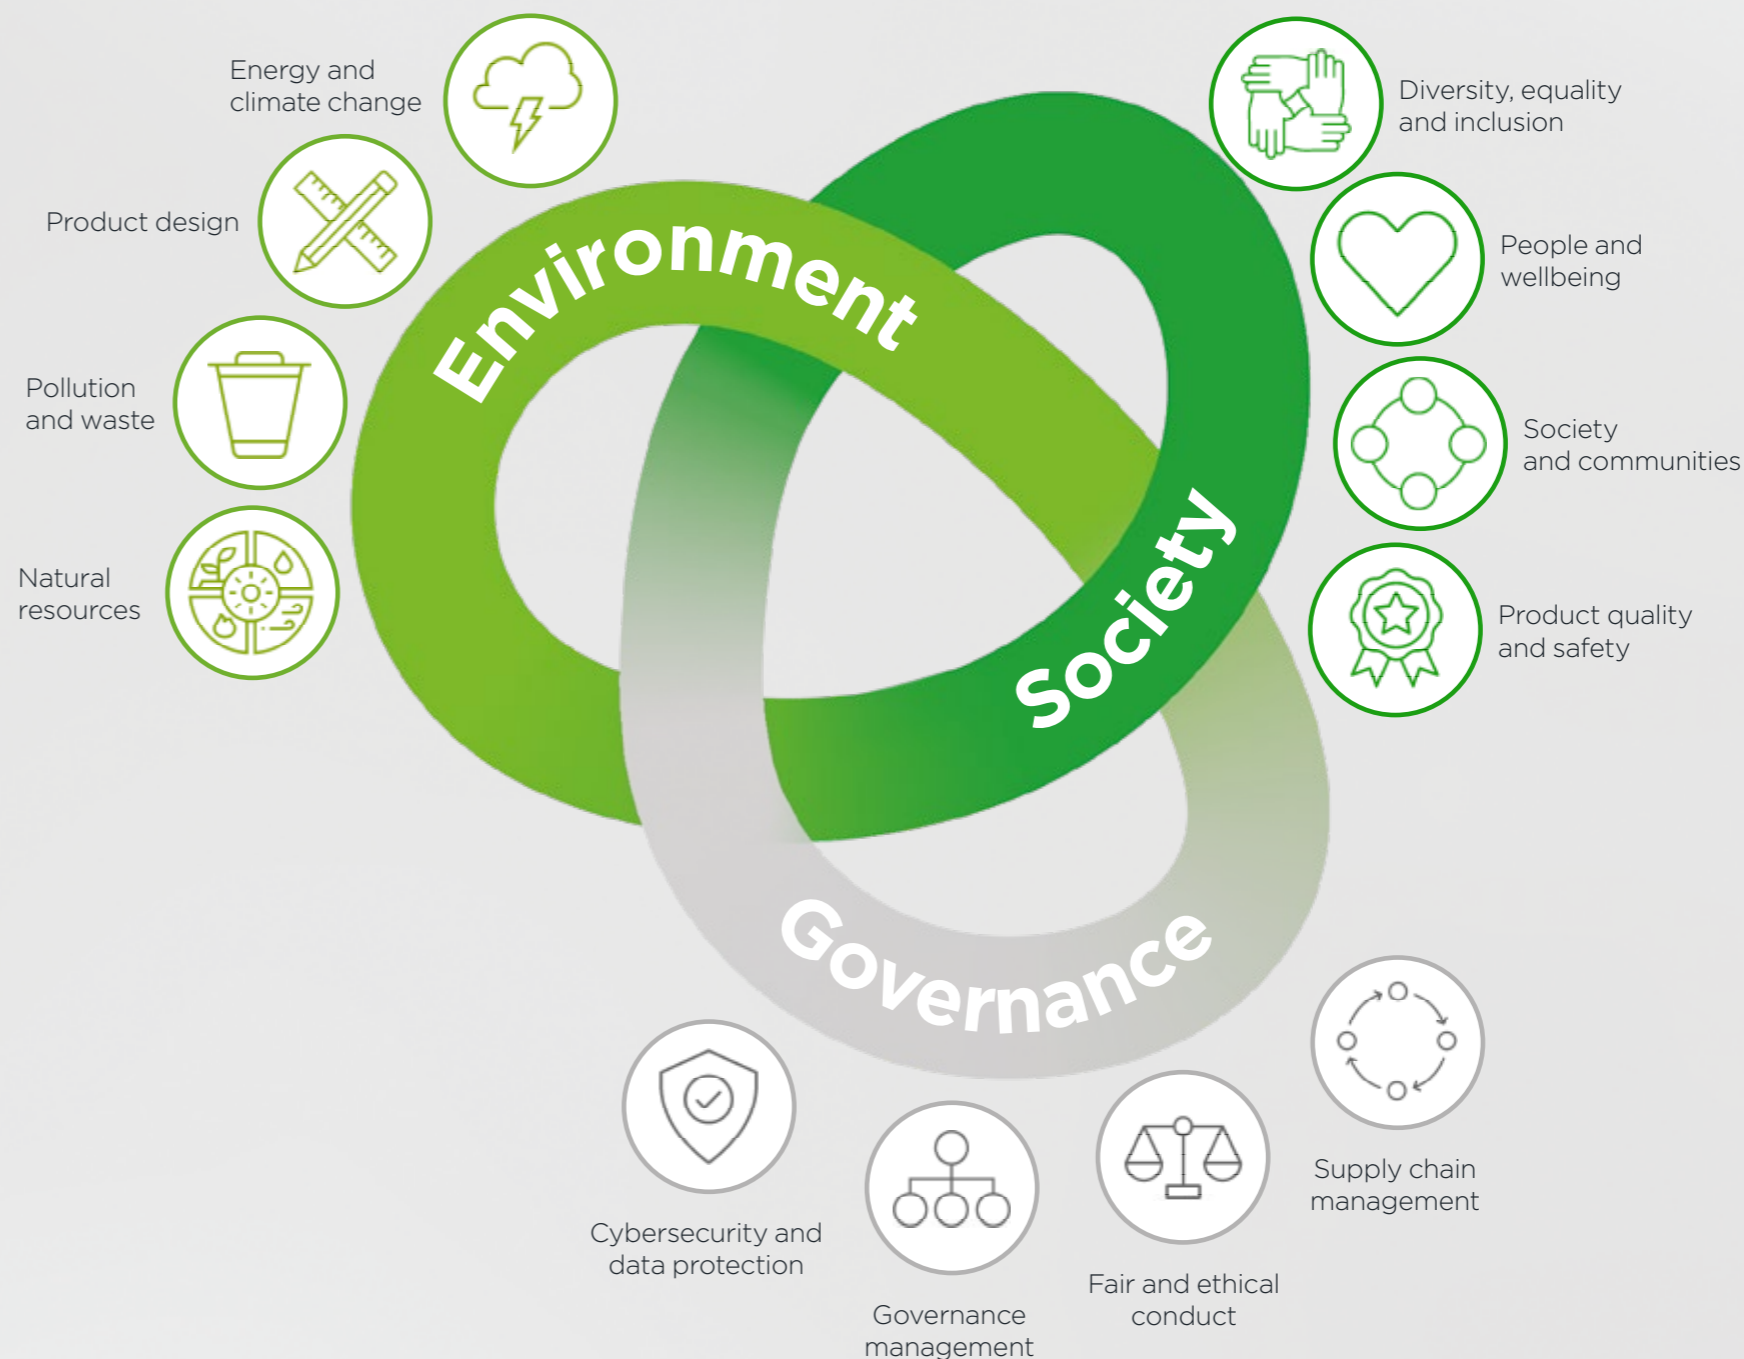 Energy and
climate change
Product design
Pollution
and waste
Natural
resources
Environment
Society
Governance
Diversity, equality
and inclusion
People and
wellbeing
Society
and communities
Product quality
and safety
Supply chain
management
Fair and ethical
conduct
Governance
management
Cybersecurity and
data protection